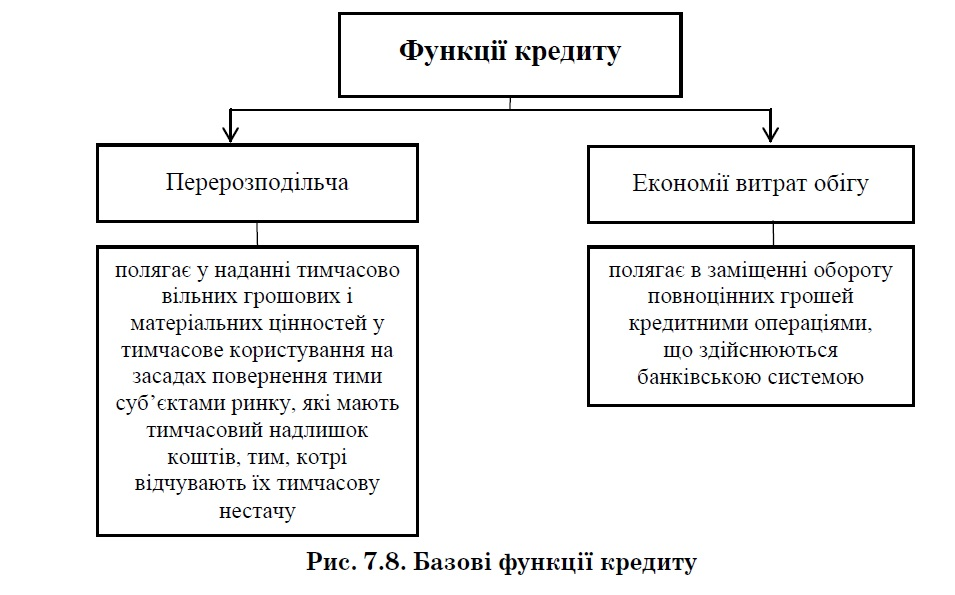 Функції кредиту
Перерозподільча
Економії витрат обігу
полягає у наданні тимчасово
вільних грошових і
матеріальних цінностей у
тимчасове користування на
засадах повернення тими
суб’єктами ринку, які мають
тимчасовий надлишок
коштів, тим, котрі
відчувають їх тимчасову
нестачу
полягає в заміщенні обороту
повноцінних грошей
кредитними операціями,
що здійснюються
банківською системою
Рис. 7.8. Базові функції кредиту